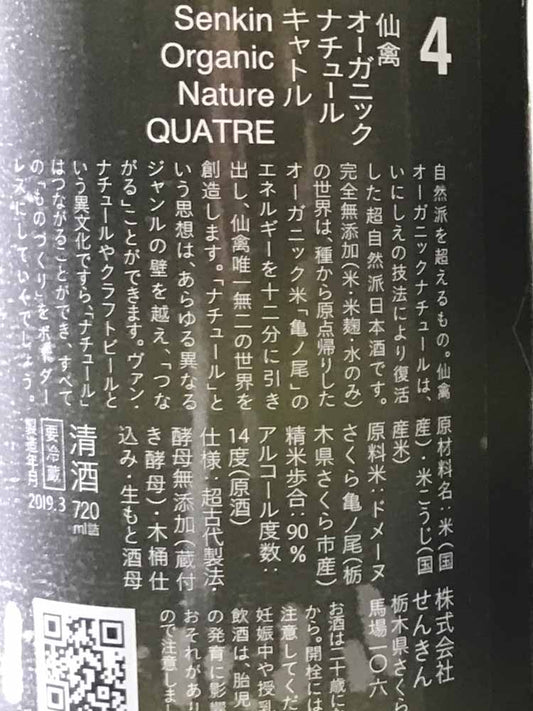 4
仙禽
オーガニック
ナチュール
キャトル
Senkin
Organic
Nature
QUATRE
自然派を超えるもの。仙禽
オーガニックナチュールは、
いにしえの技法により復活
した超自然派日本酒です。
完全無添加(米・米麹・水のみ)
の世界は、種から原点帰りした
オーガニック米「亀ノ尾」の
エネルギーを十二分に引き
出し、仙禽唯一無二の世界を
創造します。「ナチュール」と
いう思想は、あらゆる異なる
ジャンルの壁を越え、「つな
がる」ことができます。ヴァン・
ナチュールやクラフトビールと
いう異文化ですら、「ナチュール」
はつながることができ、すべて
の「ものづくり」をボーダー
レスにしていくでしょう。
原材料名:米(国
産)・米こうじ(国
産米)
原料米:ドメーヌ
さくら亀ノ尾(栃
木県さくら市産)
精米歩合:90%
アルコール度数:
14度(原酒)
仕様:超古代製法・
酵母無添加(蔵付
き酵母)・木桶仕
込み・生もと酒母
清酒 720ml詰
要冷蔵
製造年月 2019.3
株式会社
せんきん
栃木県さくら
馬場一〇六
お酒は二十歳に
から。開栓には
注意してくだ
妊娠中や授乳
飲酒は、胎児
の発育に影響
おそれがあり
ので注意しま